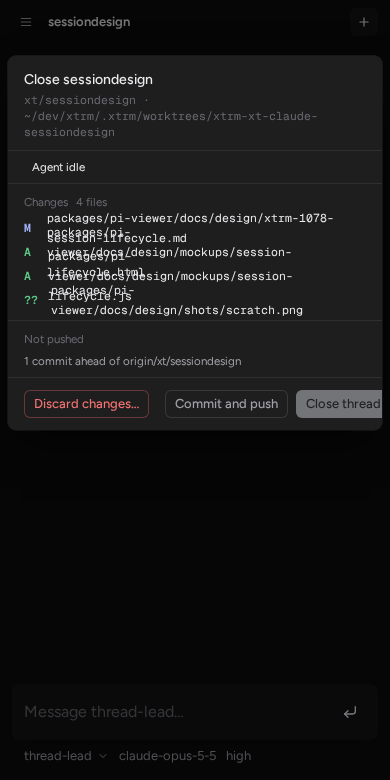 sessiondesign
Close sessiondesign
xt/sessiondesign ·
~/dev/xtrm/.xtrm/worktrees/xtrm-xt-claude-
sessiondesign
Agent idle
Changes 4 files
M packages/pi-viewer/docs/design/xtrm-1078-
session-lifecycle.md
A packages/pi-
viewer/docs/design/mockups/session-
lifecycle.html
A packages/pi-
viewer/docs/design/mockups/session-
lifecycle.js
?? packages/pi-
viewer/docs/design/shots/scratch.png
Not pushed
1 commit ahead of origin/xt/sessiondesign
Discard changes… Commit and push Close thread
Message thread-lead…
thread-lead claude-opus-5-5 high